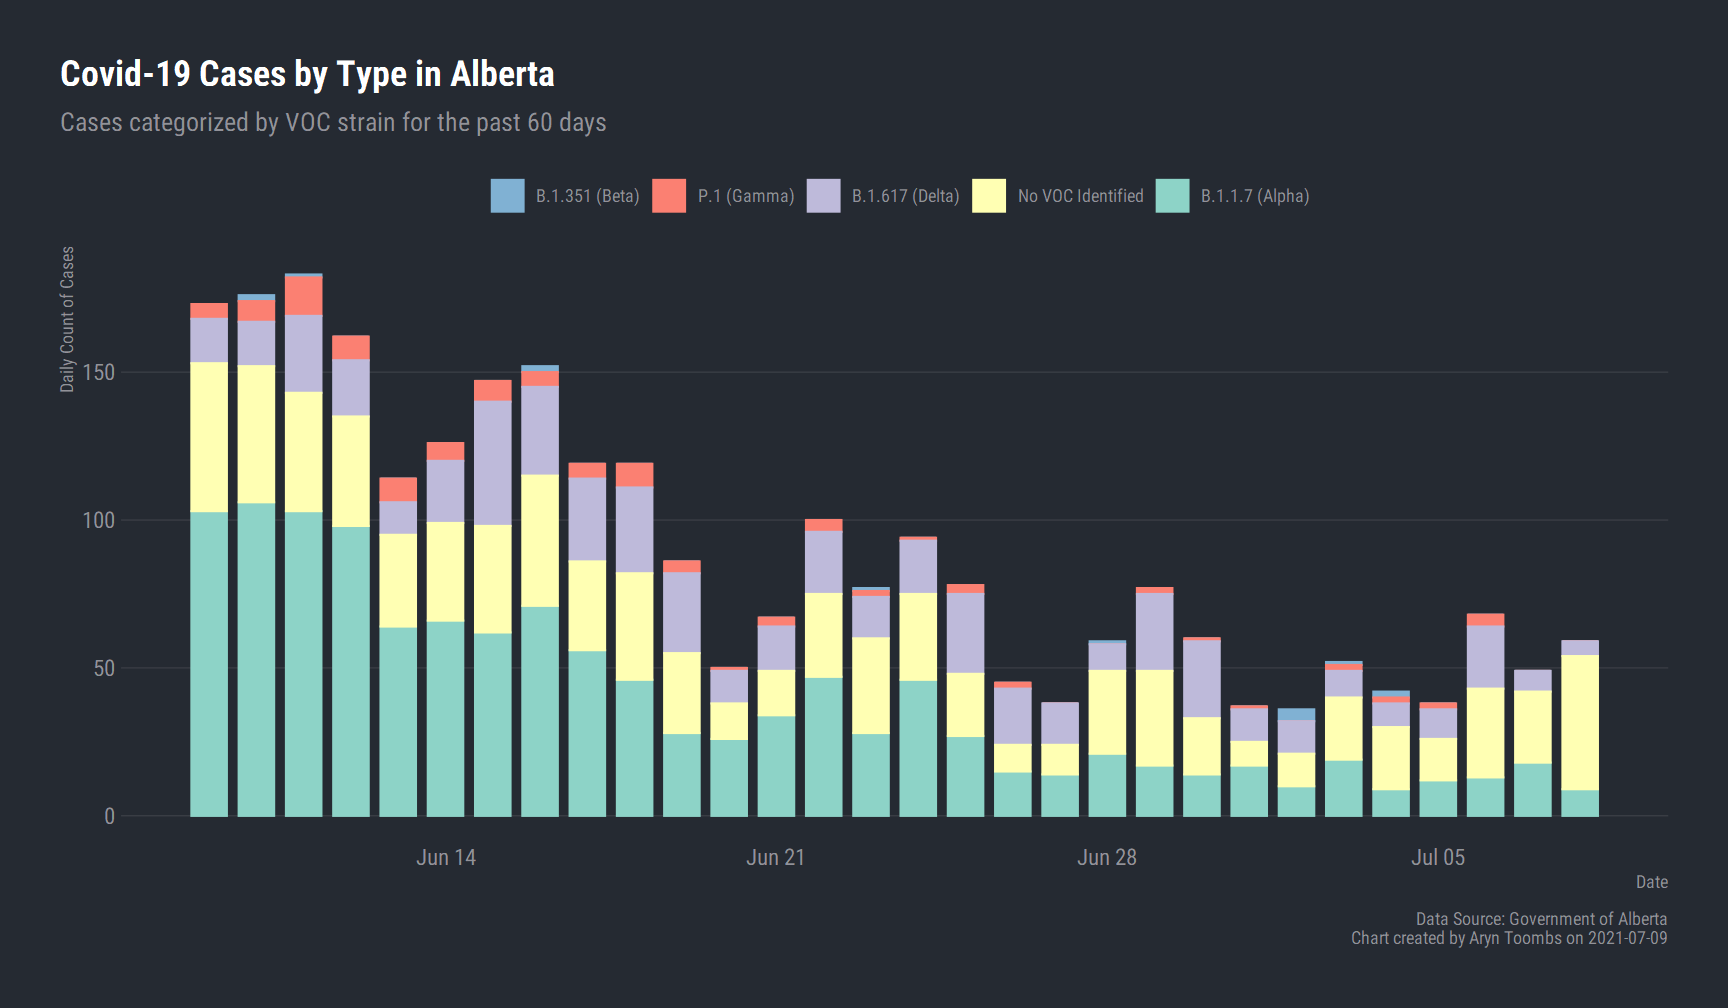 Covid-19 Cases by Type in Alberta
Cases categorized by VOC strain for the past 60 days
B.1.351 (Beta)
P.1 (Gamma)
B.1.617 (Delta)
No VOC Identified
B.1.1.7 (Alpha)
Daily Count of Cases
150
100
50
0
Jun 14
Jun 21
Jun 28
Jul 05
Date
Data Source: Government of Alberta
Chart created by Aryn Toombs on 2021-07-09